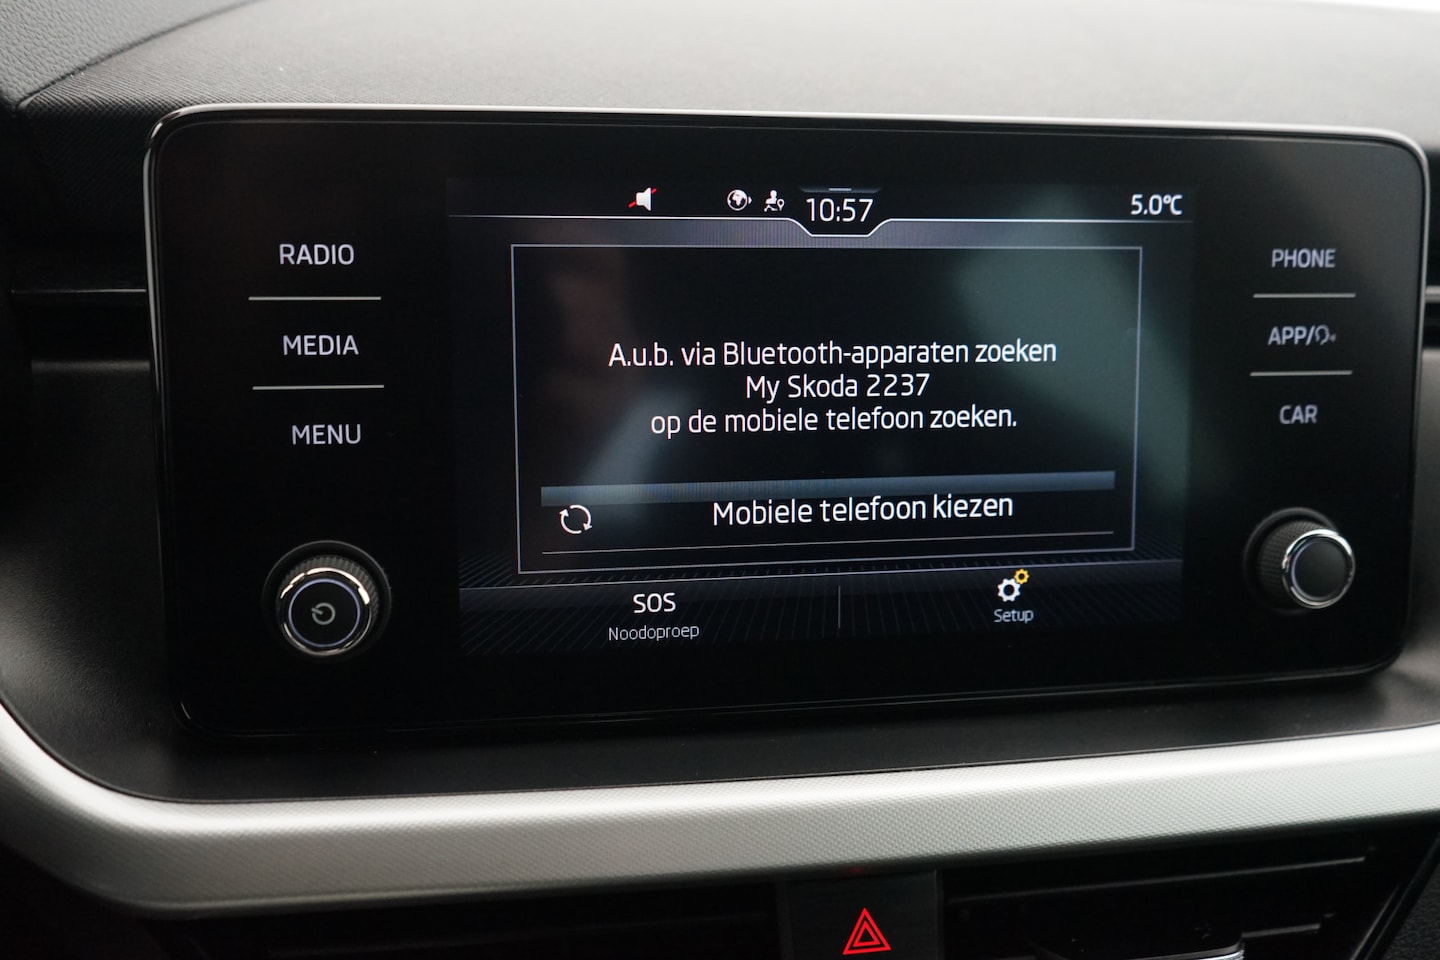 10:57
5.0°C
RADIO
MEDIA
MENU
A.u.b. via Bluetooth-apparaten zoeken
My Skoda 2237
op de mobiele telefoon zoeken.
Mobiele telefoon kiezen
SOS
Noodoproep
Setup
PHONE
APP/
CAR